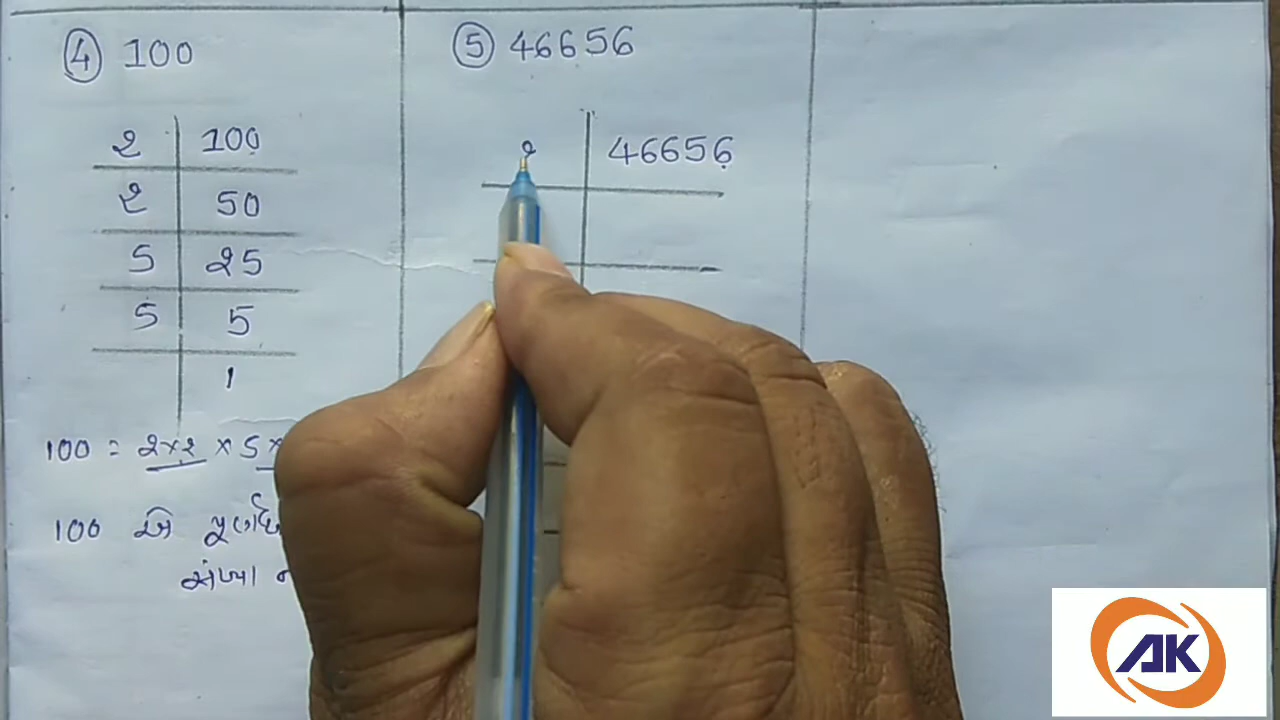 ④ 100
૨ | 100
૨ | 50
5 | ૨5
5 | 5
1
100 = ૨×૨ × 5 ×
100 એ
સંખ્યા ન
⑤ 46656
૨ | 46656
AK